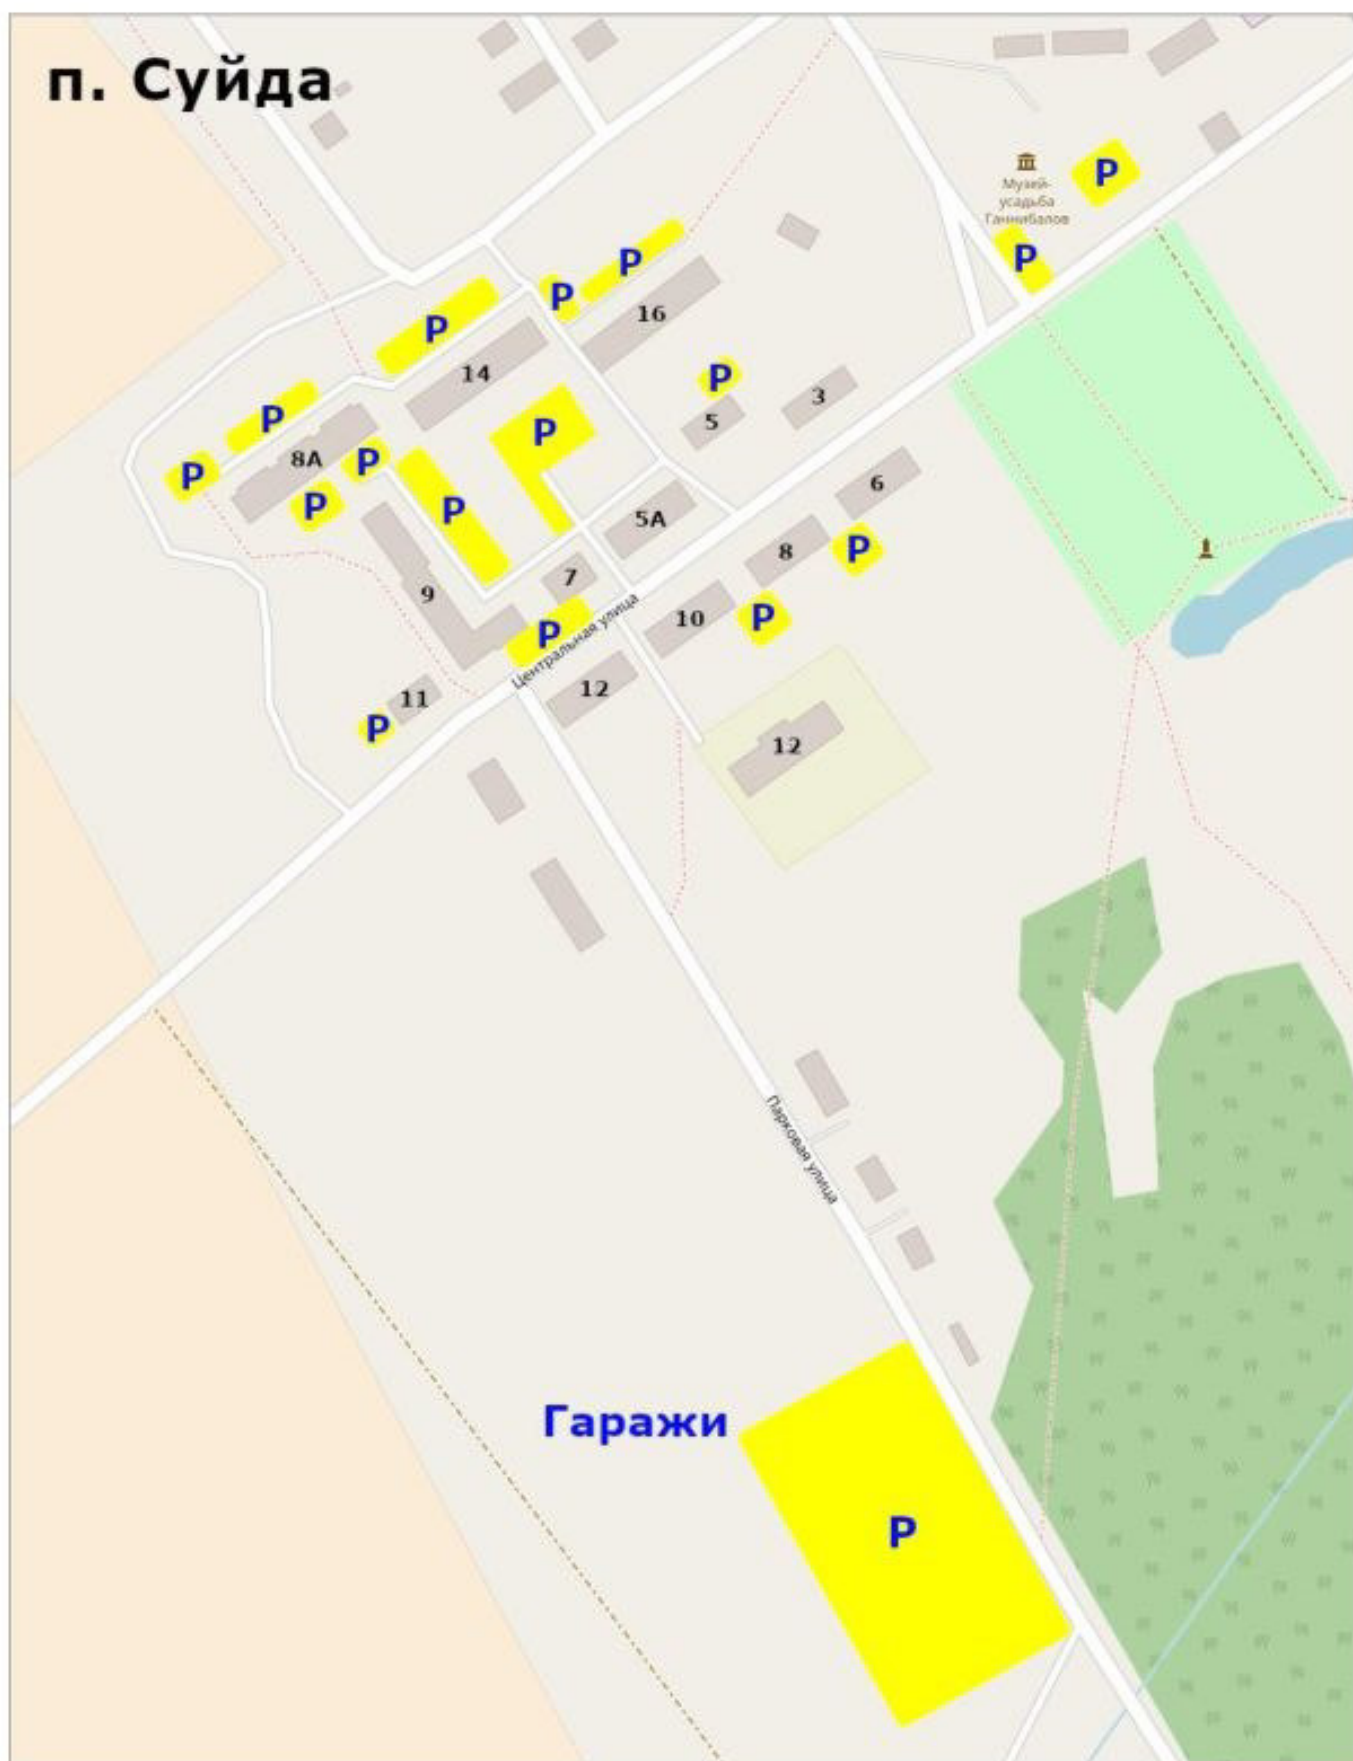 п. Суйда
P
Музей-
усадьба
Ганнибалов
P
P
P
P
16
P
14
P
3
P
5
P
8А
P
P
6
P
P
P
5А
8
P
7
9
10
P
P
Центральная улица
12
11
P
12
Парковая улица
Гаражи
P